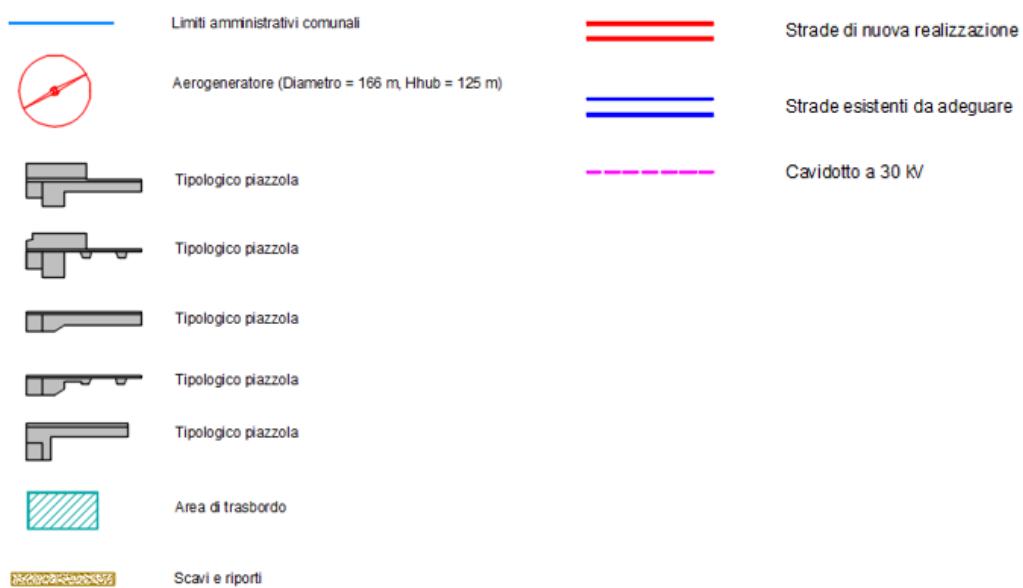 Limiti amministrativi comunali
Aerogeneratore (Diametro = 166 m, Hhub = 125 m)
Tipologico piazzola
Tipologico piazzola
Tipologico piazzola
Tipologico piazzola
Tipologico piazzola
Area di trasbordo
Scavi e riporti
Strade di nuova realizzazione
Strade esistenti da adeguare
Cavidotto a 30 kV